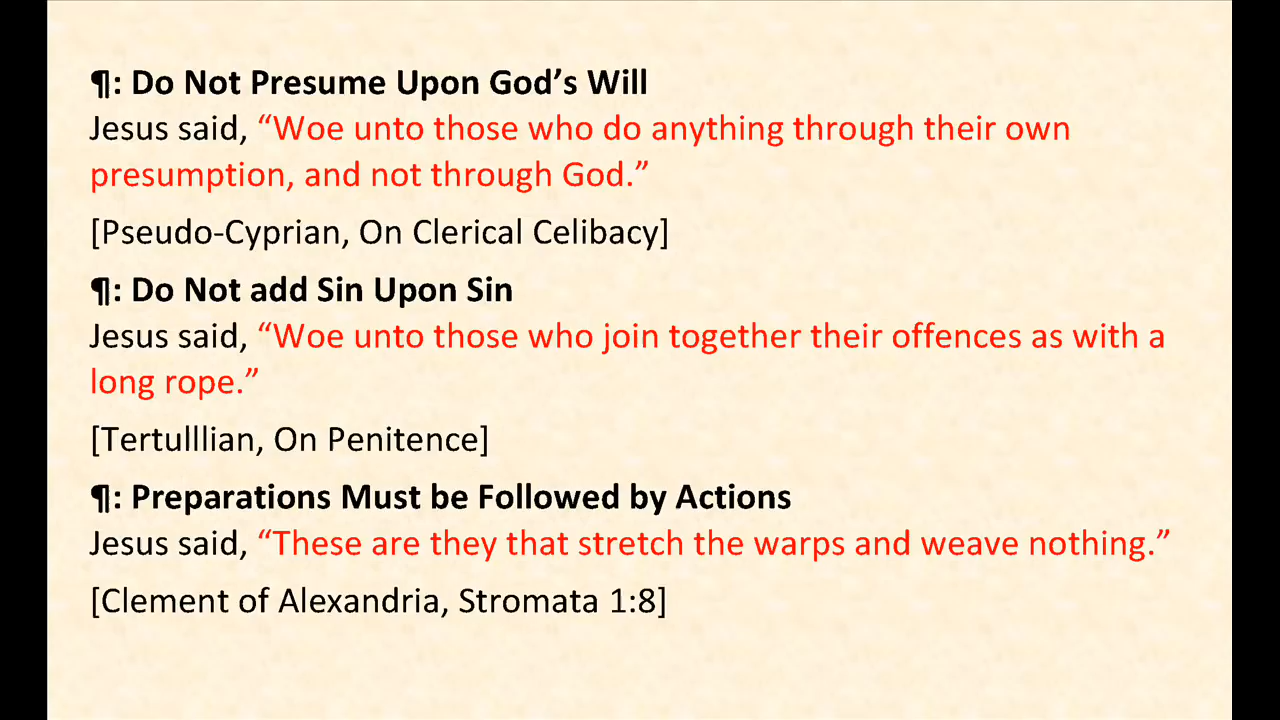 ¶: Do Not Presume Upon God’s Will
Jesus said, “Woe unto those who do anything through their own
presumption, and not through God.”
[Pseudo-Cyprian, On Clerical Celibacy]
¶: Do Not add Sin Upon Sin
Jesus said, “Woe unto those who join together their offences as with a
long rope.”
[Tertulllian, On Penitence]
¶: Preparations Must be Followed by Actions
Jesus said, “These are they that stretch the warps and weave nothing.”
[Clement of Alexandria, Stromata 1:8]